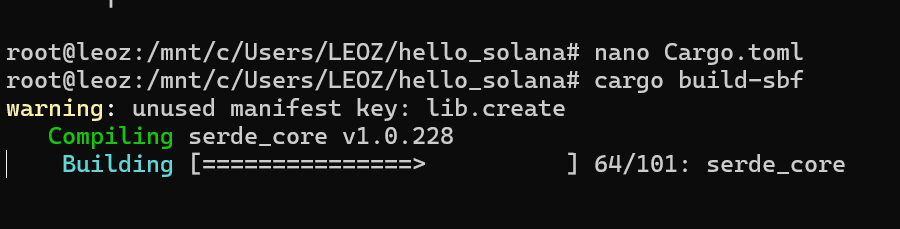 root@leoz:/mnt/c/Users/LEOZ/hello_solana# nano Cargo.toml
root@leoz:/mnt/c/Users/LEOZ/hello_solana# cargo build-sbf
warning: unused manifest key: lib.create
   Compiling serde_core v1.0.228
    Building [===============>          ] 64/101: serde_core